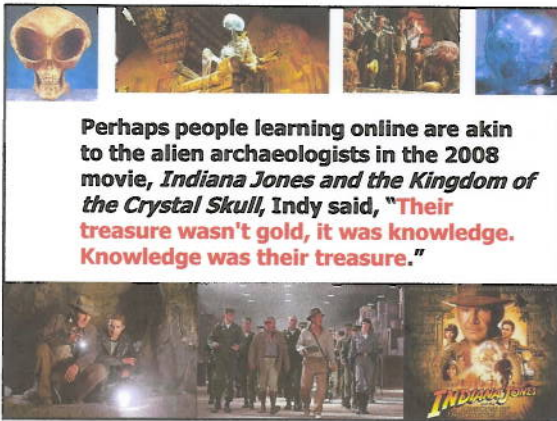 Perhaps people learning online are akin
to the alien archaeologists in the 2008
movie, Indiana Jones and the Kingdom of
the Crystal Skull, Indy said, “Their
treasure wasn't gold, it was knowledge.
Knowledge was their treasure.”
INDIANA JONES